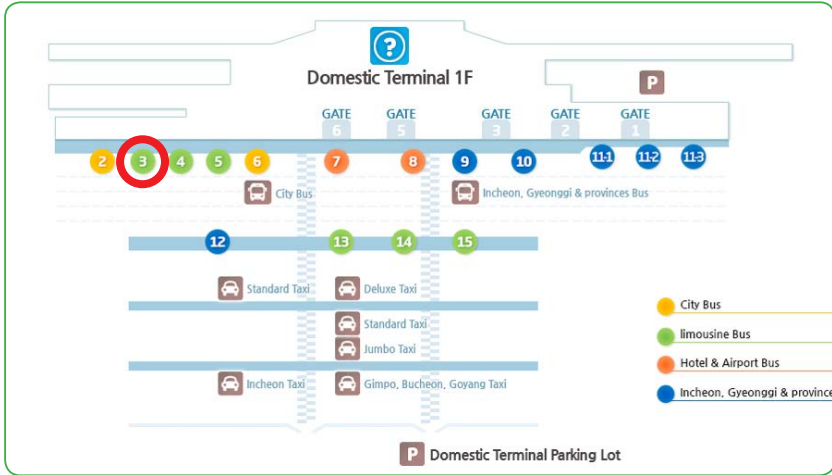 ?
Domestic Terminal 1F
P
GATE
6
GATE
5
GATE
3
GATE
2
GATE
1
2
3
4
5
6
7
8
9
10
11-1
11-2
11-3
City Bus
Incheon, Gyeonggi & provinces Bus
12
13
14
15
Standard Taxi
Deluxe Taxi
Standard Taxi
Jumbo Taxi
Incheon Taxi
Gimpo, Bucheon, Goyang Taxi
City Bus
limousine Bus
Hotel & Airport Bus
Incheon, Gyeonggi & province
P Domestic Terminal Parking Lot